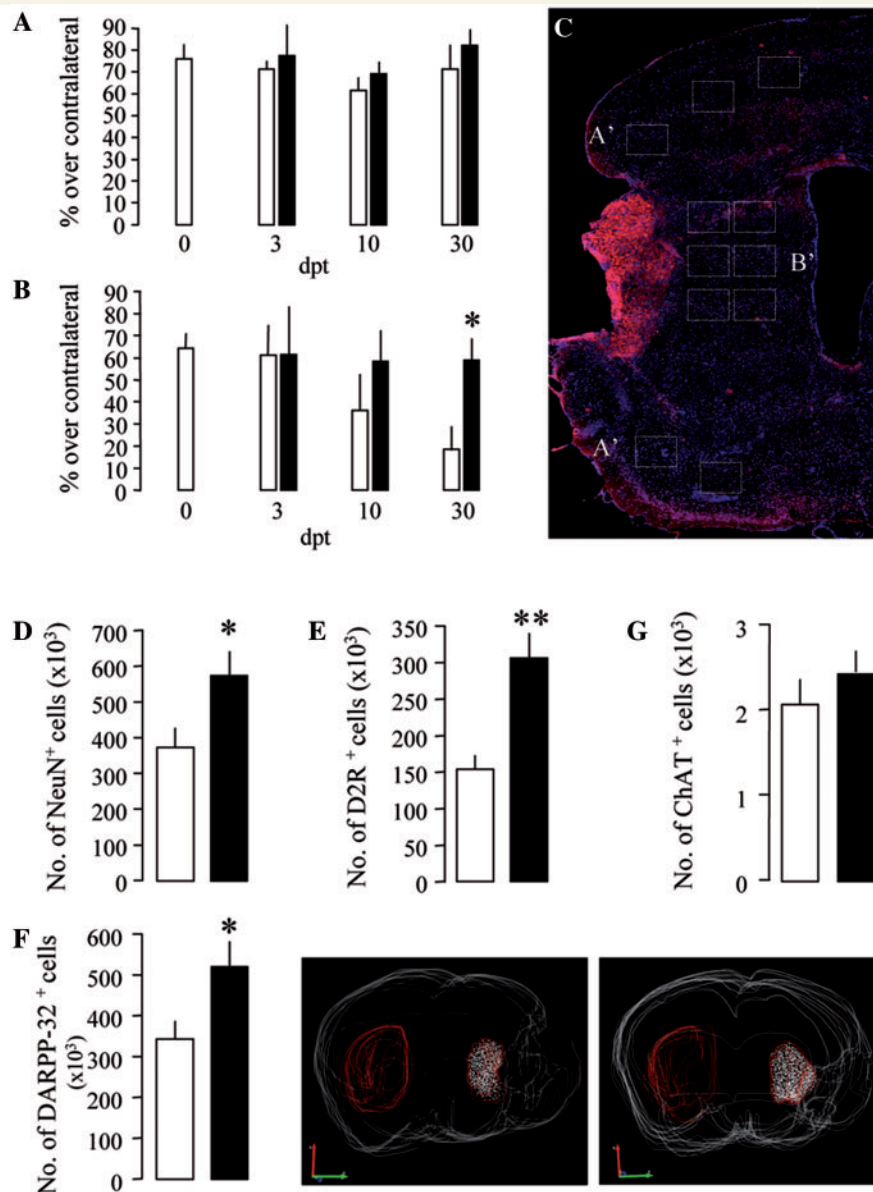 A
% over contralateral
90
80
70
60
50
40
30
20
10
0
0 3 10 30
dpt
B
% over contralateral
90
80
70
60
50
40
30
20
10
0
*
0 3 10 30
dpt
C
A'
B'
A'
D
No. of NeuN⁺ cells (x10³)
700
600
500
400
300
200
100
0
*
E
No. of D2R⁺ cells (x10³)
350
300
250
200
150
100
50
0
**
G
No. of ChAT⁺ cells (x10³)
3
2
1
0
F
No. of DARPP-32⁺ cells
(x10³)
600
500
400
300
200
100
0
*